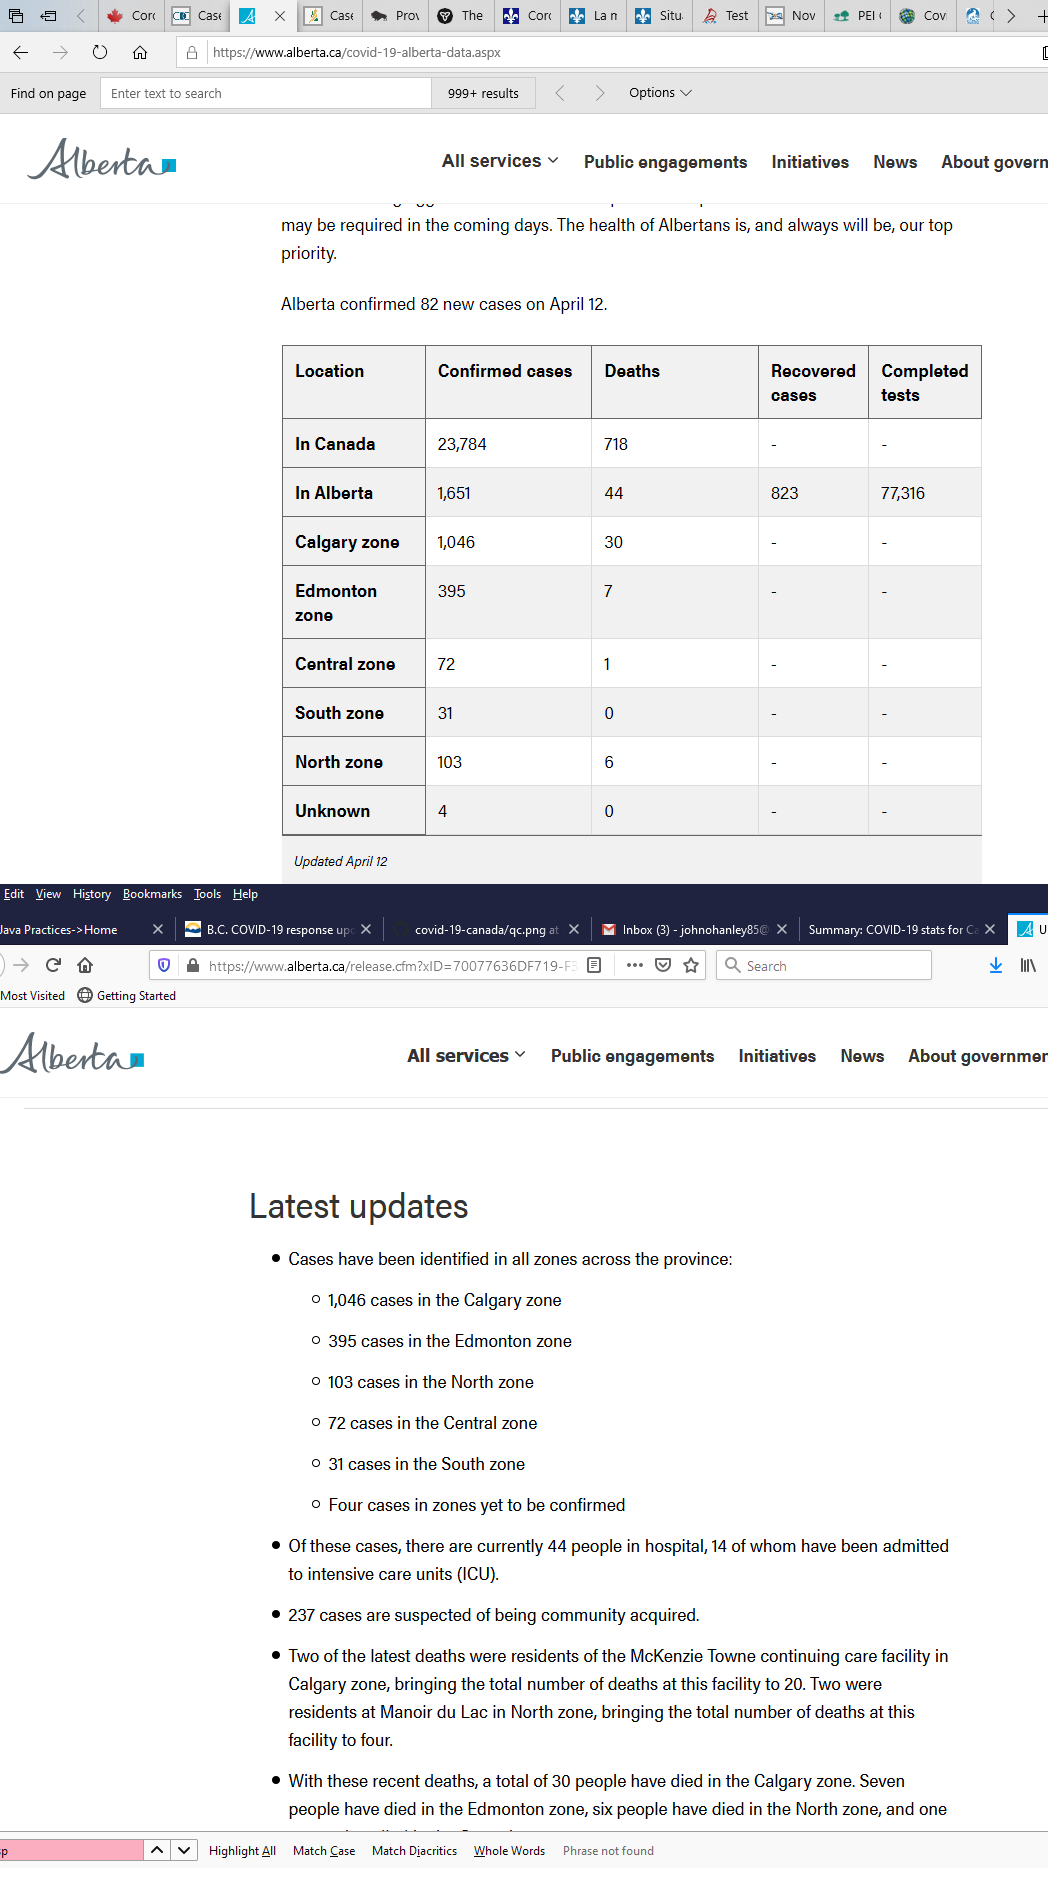 Corc
Case
Case
Prov
The
Corc
La m
Situ
Test
Nov
PEI
Covi
https://www.alberta.ca/covid-19-alberta-data.aspx
Find on page Enter text to search 999+ results Options
Alberta All services Public engagements Initiatives News About govern
may be required in the coming days. The health of Albertans is, and always will be, our top
priority.
Alberta confirmed 82 new cases on April 12.
Location Confirmed cases Deaths Recovered cases Completed tests
In Canada 23,784 718 - -
In Alberta 1,651 44 823 77,316
Calgary zone 1,046 30 - -
Edmonton zone 395 7 - -
Central zone 72 1 - -
South zone 31 0 - -
North zone 103 6 - -
Unknown 4 0 - -
Updated April 12
Edit View History Bookmarks Tools Help
Java Practices->Home B.C. COVID-19 response upd covid-19-canada/qc.png at Inbox (3) - johnohanley85@ Summary: COVID-19 stats for Ca U
https://www.alberta.ca/release.cfm?xID=70077636DF719-F3 Search
Most Visited Getting Started
Alberta All services Public engagements Initiatives News About governmer
Latest updates
• Cases have been identified in all zones across the province:
○ 1,046 cases in the Calgary zone
○ 395 cases in the Edmonton zone
○ 103 cases in the North zone
○ 72 cases in the Central zone
○ 31 cases in the South zone
○ Four cases in zones yet to be confirmed
• Of these cases, there are currently 44 people in hospital, 14 of whom have been admitted
to intensive care units (ICU).
• 237 cases are suspected of being community acquired.
• Two of the latest deaths were residents of the McKenzie Towne continuing care facility in
Calgary zone, bringing the total number of deaths at this facility to 20. Two were
residents at Manoir du Lac in North zone, bringing the total number of deaths at this
facility to four.
• With these recent deaths, a total of 30 people have died in the Calgary zone. Seven
people have died in the Edmonton zone, six people have died in the North zone, and one
sp Highlight All Match Case Match Diacritics Whole Words Phrase not found